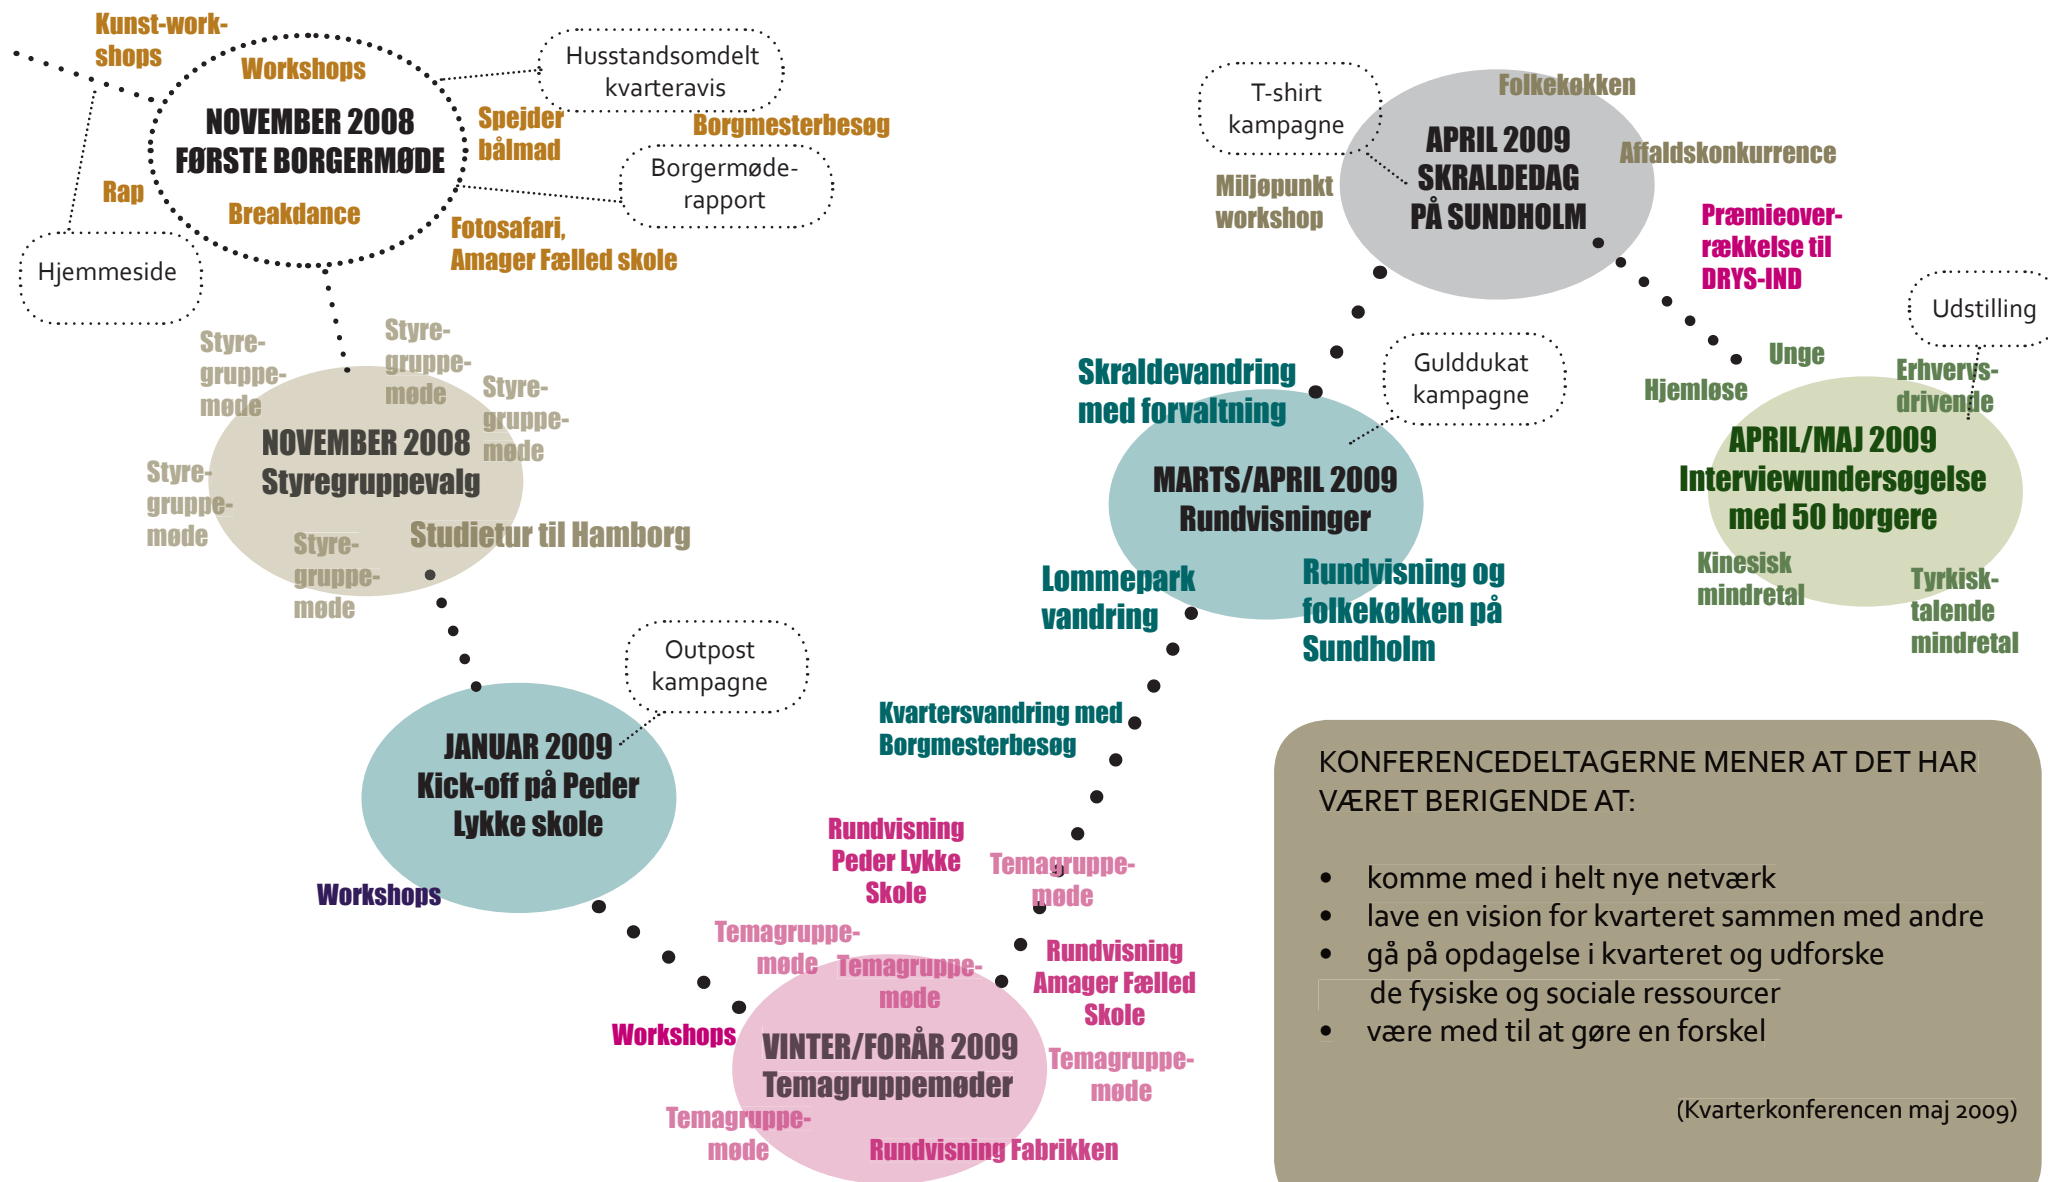 Kunst-work-
shops
Workshops
NOVEMBER 2008
FØRSTE BORGERMØDE
Rap
Breakdance
Hjemmeside
Husstandsomdelt
kvarteravis
Spejder
bålmad
Borgmesterbesøg
Borgermøde-
rapport
Fotosafari,
Amager Fælled skole
Styre-
gruppe-
møde
Styre-
gruppe-
møde
Styre-
gruppe-
møde
NOVEMBER 2008
Styregruppevalg
Styre-
gruppe-
møde
Styre-
gruppe-
møde
Studietur til Hamborg
Outpost
kampagne
JANUAR 2009
Kick-off på Peder
Lykke skole
Workshops
Workshops
Temagruppe-
møde
Temagruppe-
møde
VINTER/FORÅR 2009
Temagruppemøder
Temagruppe-
møde
Rundvisning Fabrikken
Temagruppe-
møde
Rundvisning
Amager Fælled
Skole
Temagruppe-
møde
Rundvisning
Peder Lykke
Skole
Kvartersvandring med
Borgmesterbesøg
Skraldevandring
med forvaltning
Gulddukat
kampagne
MARTS/APRIL 2009
Rundvisninger
Lommepark
vandring
Rundvisning og
folkekøkken på
Sundholm
T-shirt
kampagne
Folkekøkken
APRIL 2009
SKRALDEDAG
PÅ SUNDHOLM
Affaldskonkurrence
Miljøpunkt
workshop
Præmieover-
rækkelse til
DRYS-IND
Udstilling
Unge
Hjemløse
Erhvervs-
drivende
APRIL/MAJ 2009
Interviewundersøgelse
med 50 borgere
Kinesisk
mindretal
Tyrkisk-
talende
mindretal
KONFERENCEDELTAGERNE MENER AT DET HAR
VÆRET BERIGENDE AT:
• komme med i helt nye netværk
• lave en vision for kvarteret sammen med andre
• gå på opdagelse i kvarteret og udforske
de fysiske og sociale ressourcer
• være med til at gøre en forskel
(Kvarterkonferencen maj 2009)